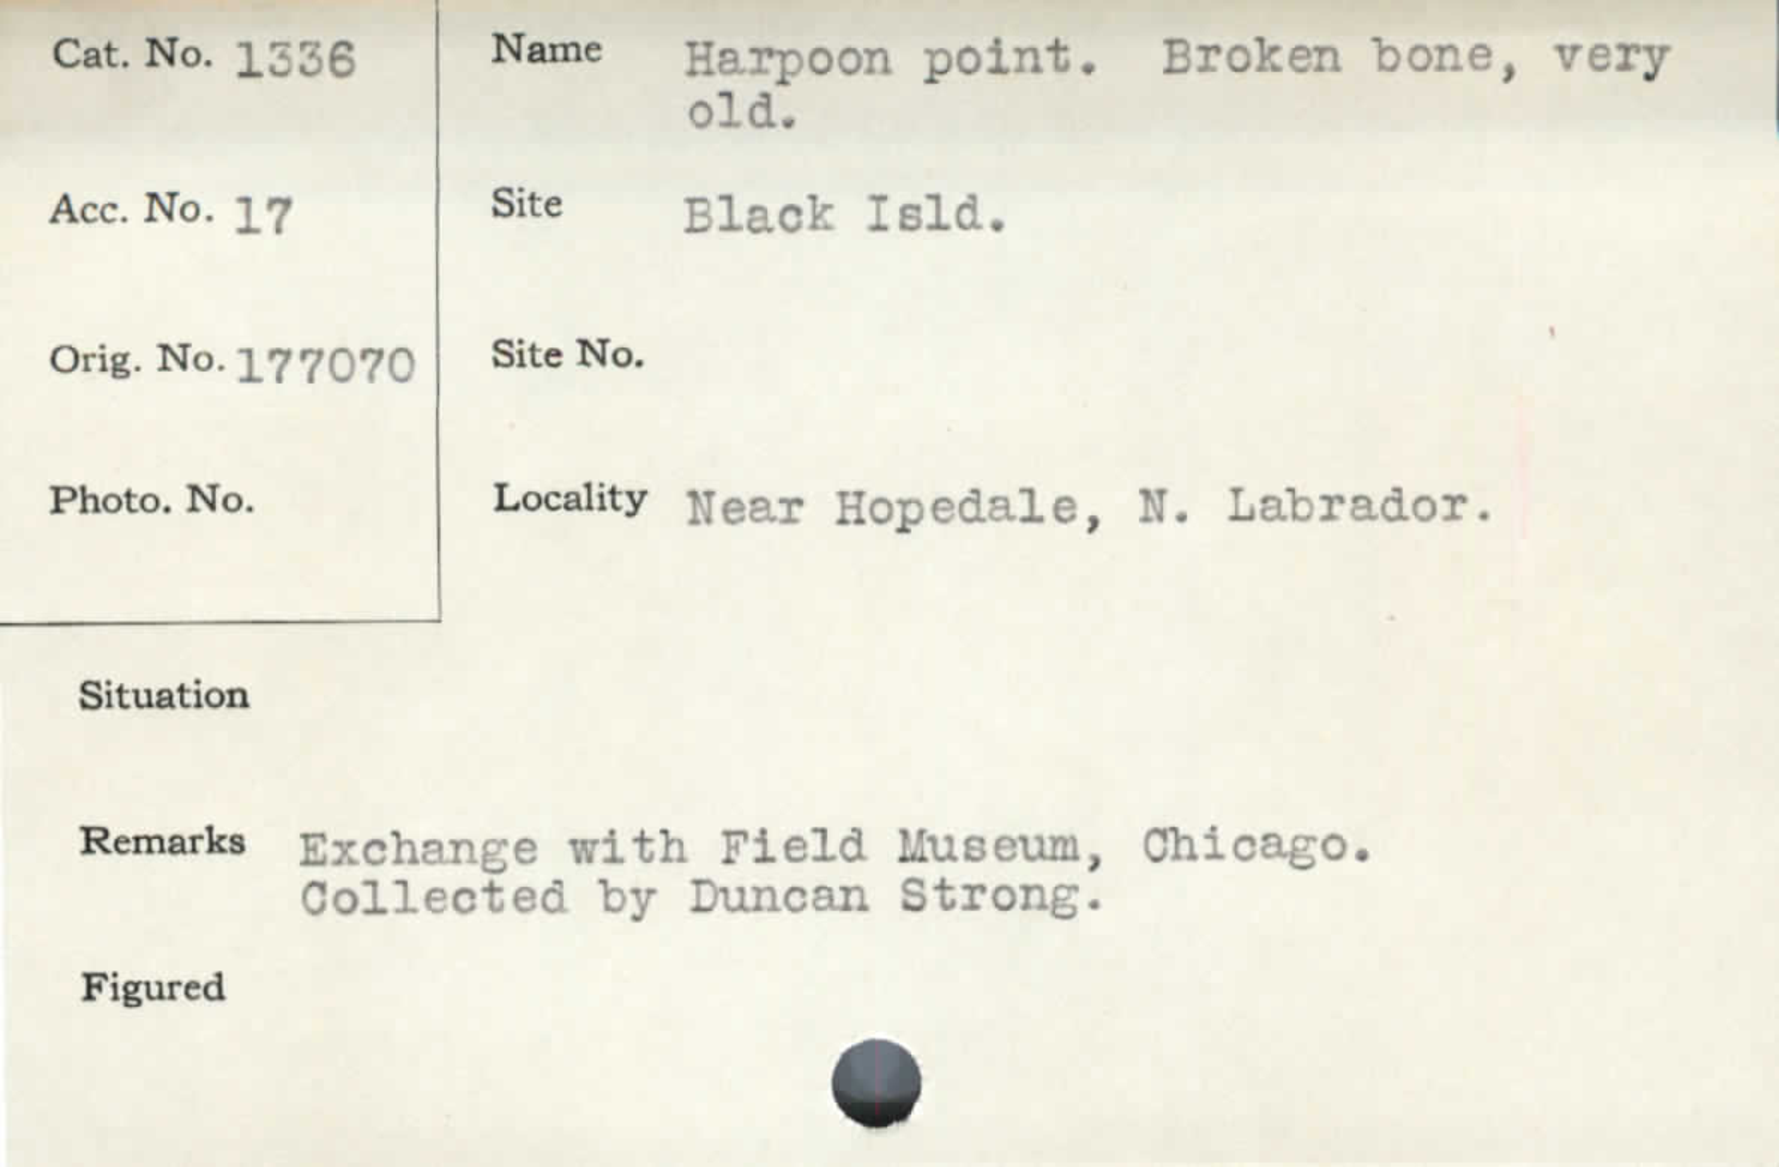 Cat. No. 1336
Name Harpoon point. Broken bone, very
old.
Acc. No. 17
Site Black Isld.
Orig. No. 177070
Site No.
Photo. No.
Locality Near Hopedale, N. Labrador.
Situation
Remarks Exchange with Field Museum, Chicago.
Collected by Duncan Strong.
Figured